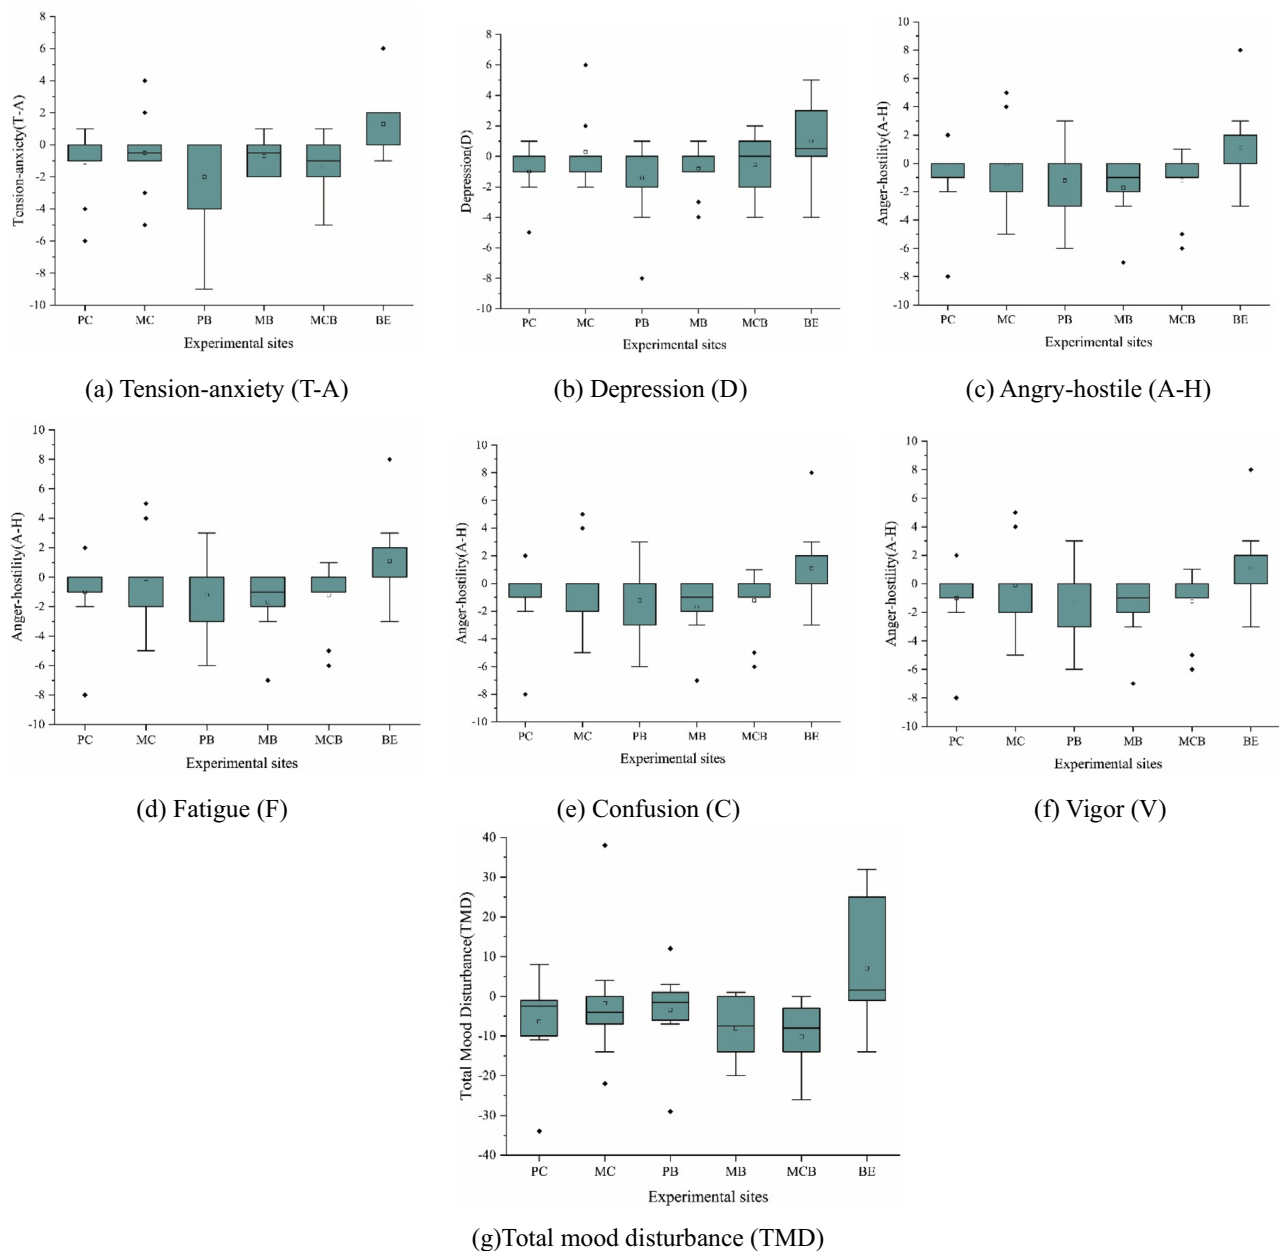 8
6
4
2
0
-2
-4
-6
-8
-10
Tension-anxiety(T-A)
PC MC PB MB MCB BE
Experimental sites
(a) Tension-anxiety (T-A)
8
6
4
2
0
-2
-4
-6
-8
-10
Depression(D)
PC MC PB MB MCB BE
Experimental sites
(b) Depression (D)
10
8
6
4
2
0
-2
-4
-6
-8
-10
Anger-hostility(A-H)
PC MC PB MB MCB BE
Experimental sites
(c) Angry-hostile (A-H)
10
8
6
4
2
0
-2
-4
-6
-8
-10
Anger-hostility(A-H)
PC MC PB MB MCB BE
Experimental sites
(d) Fatigue (F)
10
8
6
4
2
0
-2
-4
-6
-8
-10
Anger-hostility(A-H)
PC MC PB MB MCB BE
Experimental sites
(e) Confusion (C)
10
8
6
4
2
0
-2
-4
-6
-8
-10
Anger-hostility(A-H)
PC MC PB MB MCB BE
Experimental sites
(f) Vigor (V)
40
30
20
10
0
-10
-20
-30
-40
Total Mood Disturbance(TMD)
PC MC PB MB MCB BE
Experimental sites
(g)Total mood disturbance (TMD)